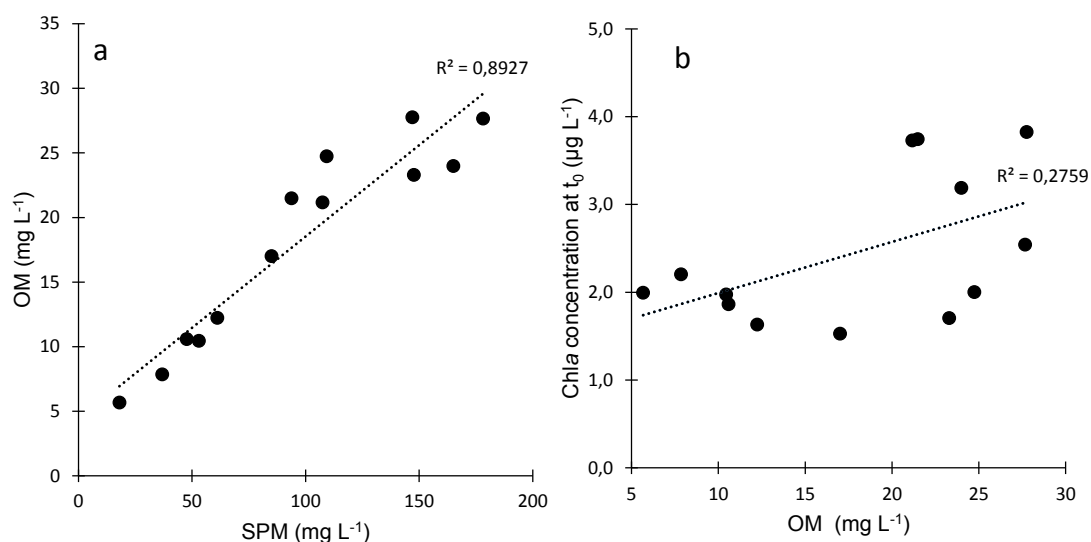 a
R² = 0,8927
OM (mg L⁻¹)
35
30
25
20
15
10
5
0
0 50 100 150 200
SPM (mg L⁻¹)
b
R² = 0,2759
Chla concentration at t₀ (µg L⁻¹)
5,0
4,0
3,0
2,0
1,0
0,0
5 10 15 20 25 30
OM (mg L⁻¹)